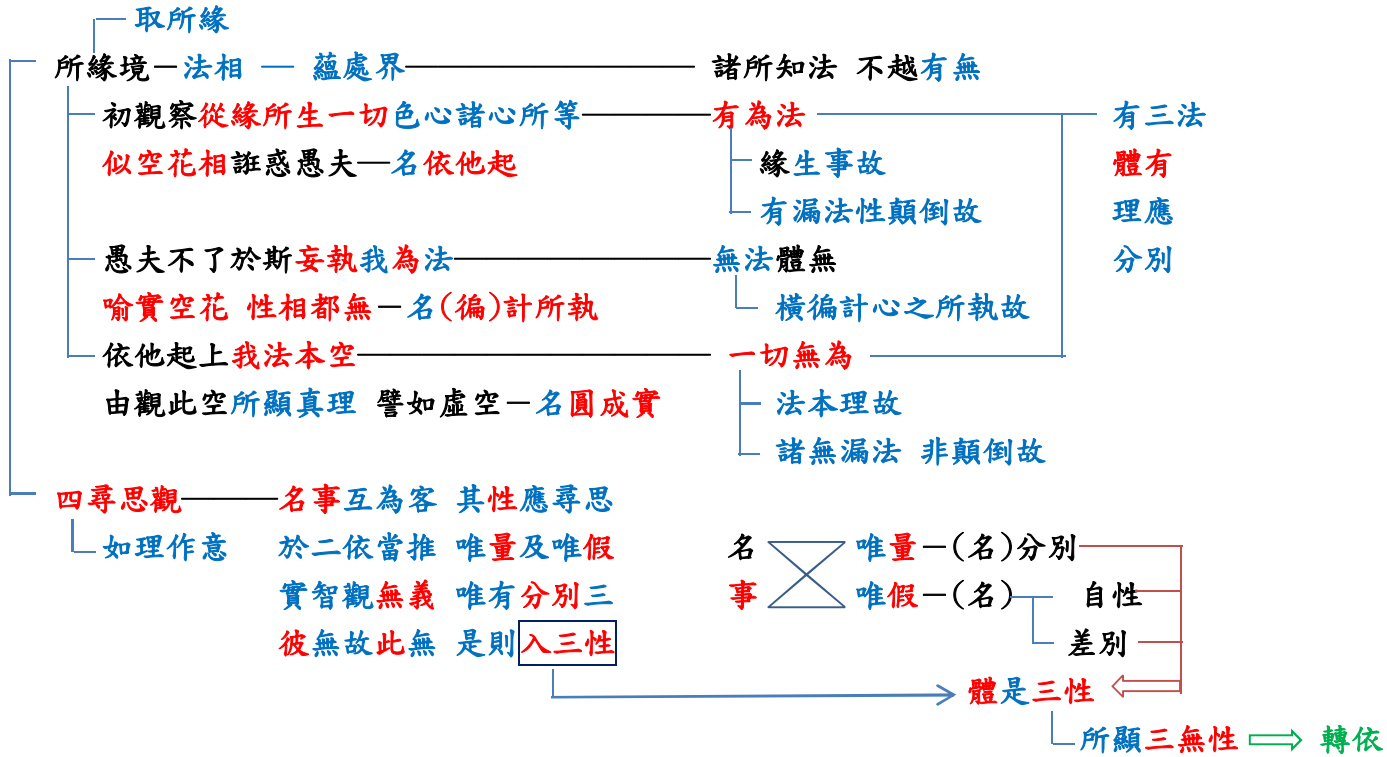 取所緣
所緣境－法相 — 蘊處界 諸所知法 不越有無
初觀察從緣所生一切色心諸心所等 有為法 有三法
似空花相誑惑愚夫—名依他起 緣生事故 體有
有漏法性顛倒故 理應
愚夫不了於斯妄執我為法 無法體無 分別
喻實空花 性相都無－名(徧)計所執 橫徧計心之所執故
依他起上我法本空 一切無為
由觀此空所顯真理 譬如虛空－名圓成實 法本理故
諸無漏法 非顛倒故
四尋思觀 名事互為客 其性應尋思
如理作意 於二依當推 唯量及唯假 名 唯量－(名)分別
實智觀無義 唯有分別三 事 唯假－(名) 自性
彼無故此無 是則入三性 差別
體是三性
所顯三無性 轉依